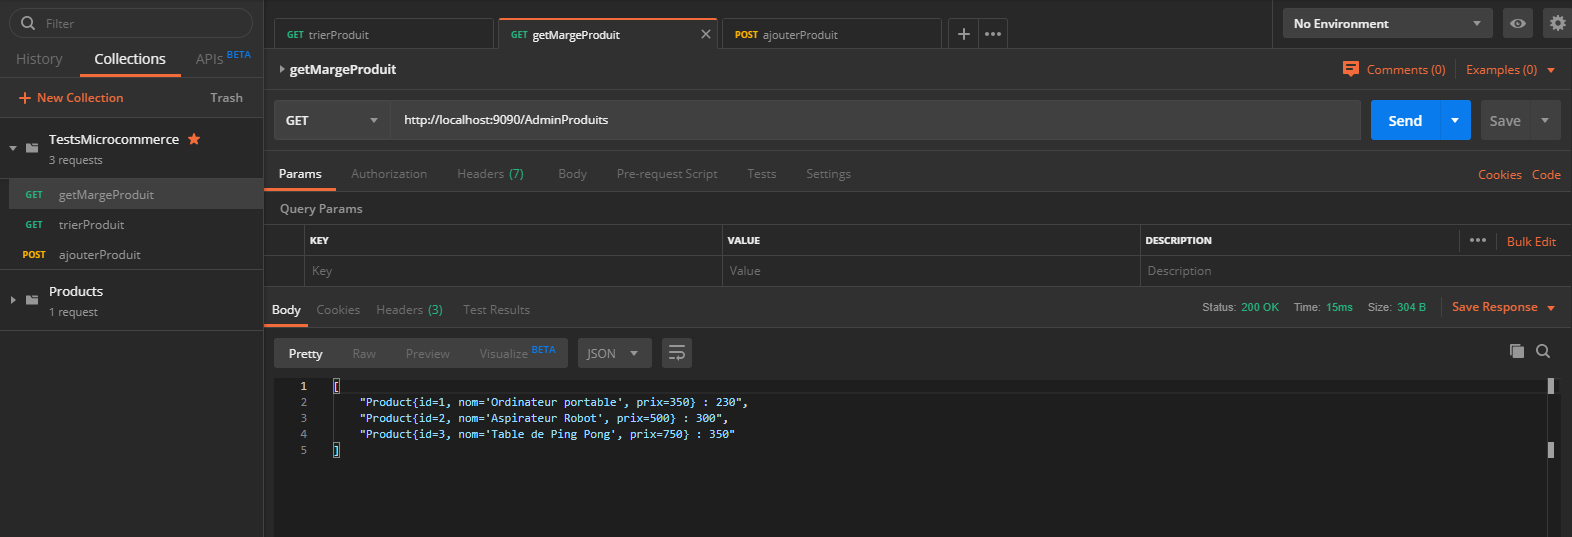 Filter
History Collections APIs BETA
+ New Collection Trash
TestsMicrocommerce
3 requests
GET getMargeProduit
GET trierProduit
POST ajouterProduit
Products
1 request
GET trierProduit
GET getMargeProduit
POST ajouterProduit
No Environment
getMargeProduit
Comments (0) Examples (0)
GET http://localhost:9090/AdminProduits Send Save
Params Authorization Headers (7) Body Pre-request Script Tests Settings Cookies Code
Query Params
KEY VALUE DESCRIPTION Bulk Edit
Key Value Description
Body Cookies Headers (3) Test Results Status: 200 OK Time: 15ms Size: 304 B Save Response
Pretty Raw Preview Visualize BETA JSON
1 [
2 "Product{id=1, nom='Ordinateur portable', prix=350} : 230",
3 "Product{id=2, nom='Aspirateur Robot', prix=500} : 300",
4 "Product{id=3, nom='Table de Ping Pong', prix=750} : 350"
5 ]